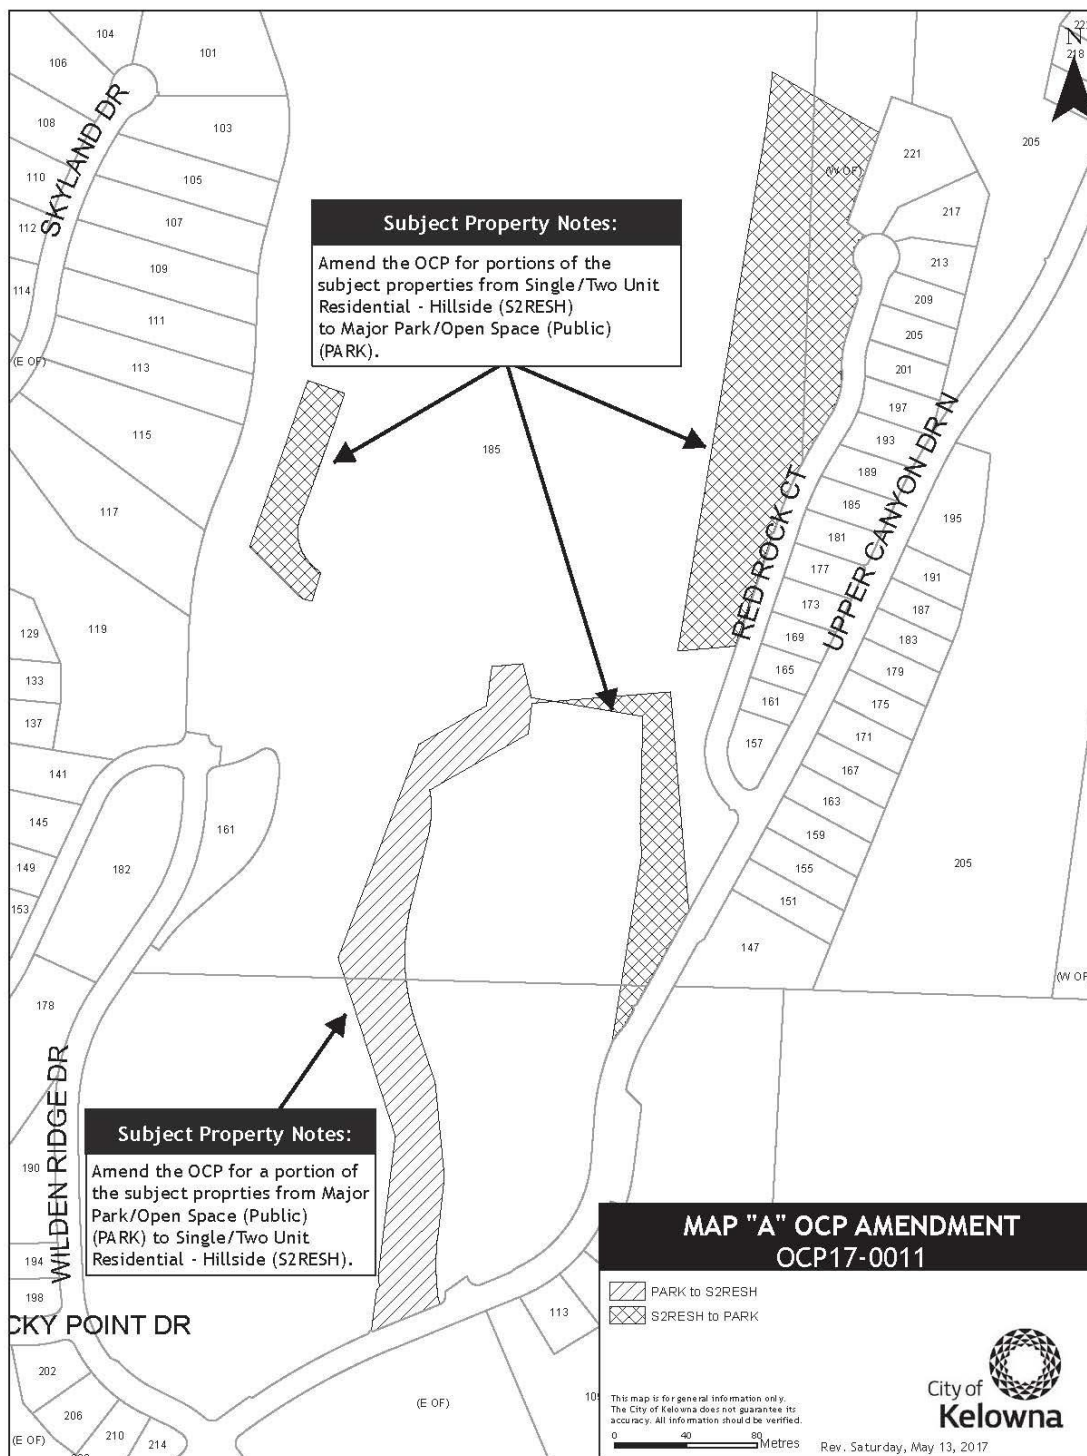 104
106
101
108
103
110
105
112
107
109
114
111
(E OF)
113
115
117
119
129
133
137
141
145
149
153
161
182
178
190
194
198
202
206
210
214
(E OF)
SKYLAND DR
WILDEN RIDGE DR
CKY POINT DR
Subject Property Notes:
Amend the OCP for portions of the
subject properties from Single/Two Unit
Residential - Hillside (S2RESH)
to Major Park/Open Space (Public)
(PARK).
185
N
218
205
221
(W OF)
217
213
209
205
201
197
193
189
185
181
177
173
169
165
161
157
RED ROCK CT
UPPER CANYON DR N
195
191
187
183
179
175
171
167
163
159
155
151
147
205
(W OF
Subject Property Notes:
Amend the OCP for a portion of
the subject proprties from Major
Park/Open Space (Public)
(PARK) to Single/Two Unit
Residential - Hillside (S2RESH).
113
(E OF)
MAP "A" OCP AMENDMENT
OCP17-0011
PARK to S2RESH
S2RESH to PARK
This map is for general information only.
The City of Kelowna does not guarantee its
accuracy. All information should be verified.
0 40 80
Metres
City of
Kelowna
Rev. Saturday, May 13, 2017